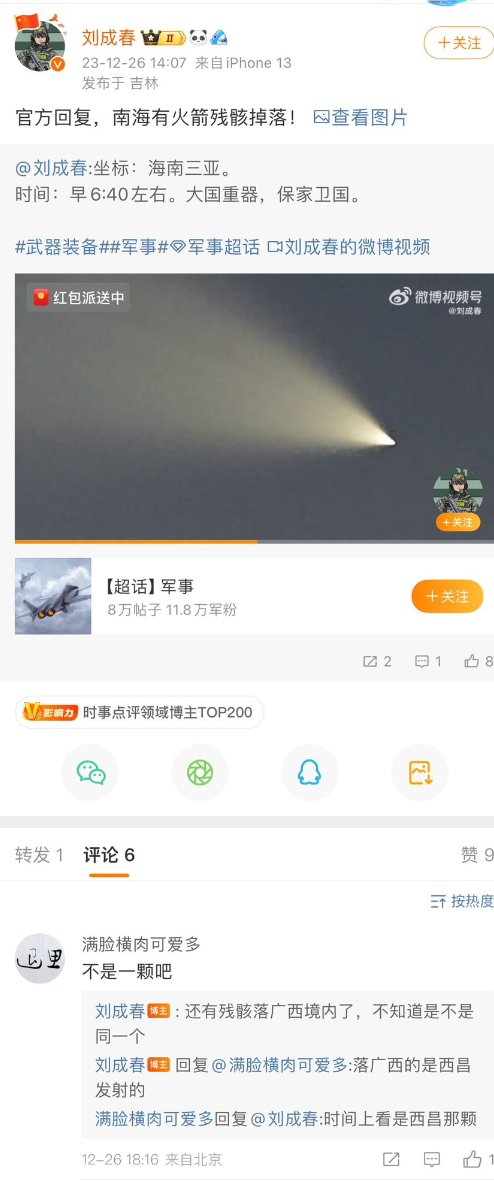 刘成春 II
+关注
23-12-26 14:07 来自iPhone 13
发布于 吉林
官方回复，南海有火箭残骸掉落！ 查看图片
@刘成春:坐标：海南三亚。
时间：早6:40左右。大国重器，保家卫国。
#武器装备##军事#军事超话 刘成春的微博视频
红包派送中
微博视频号
@刘成春
+关注
【超话】军事
8万帖子 11.8万军粉
+关注
2 1 8
影响力 时事点评领域博主TOP200
转发 1 评论 6 赞 9
按热度
满脸横肉可爱多
不是一颗吧
刘成春 博主 : 还有残骸落广西境内了，不知道是不是
同一个
刘成春 博主 回复@满脸横肉可爱多:落广西的是西昌
发射的
满脸横肉可爱多回复@刘成春:时间上看是西昌那颗
12-26 18:16 来自北京
1